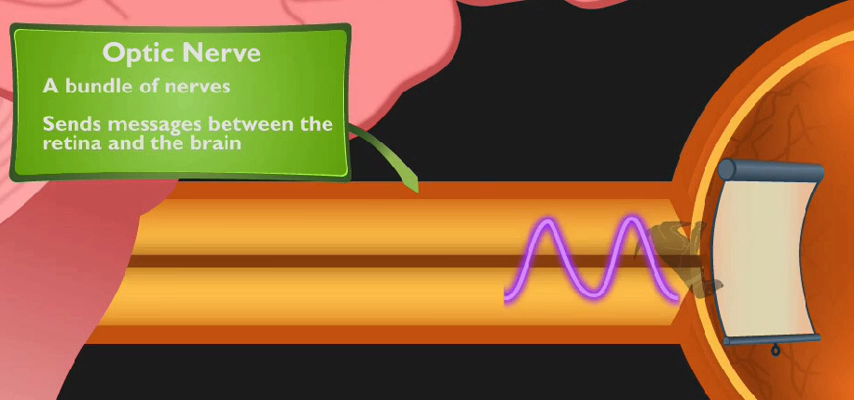 Optic Nerve
A bundle of nerves
Sends messages between the
retina and the brain